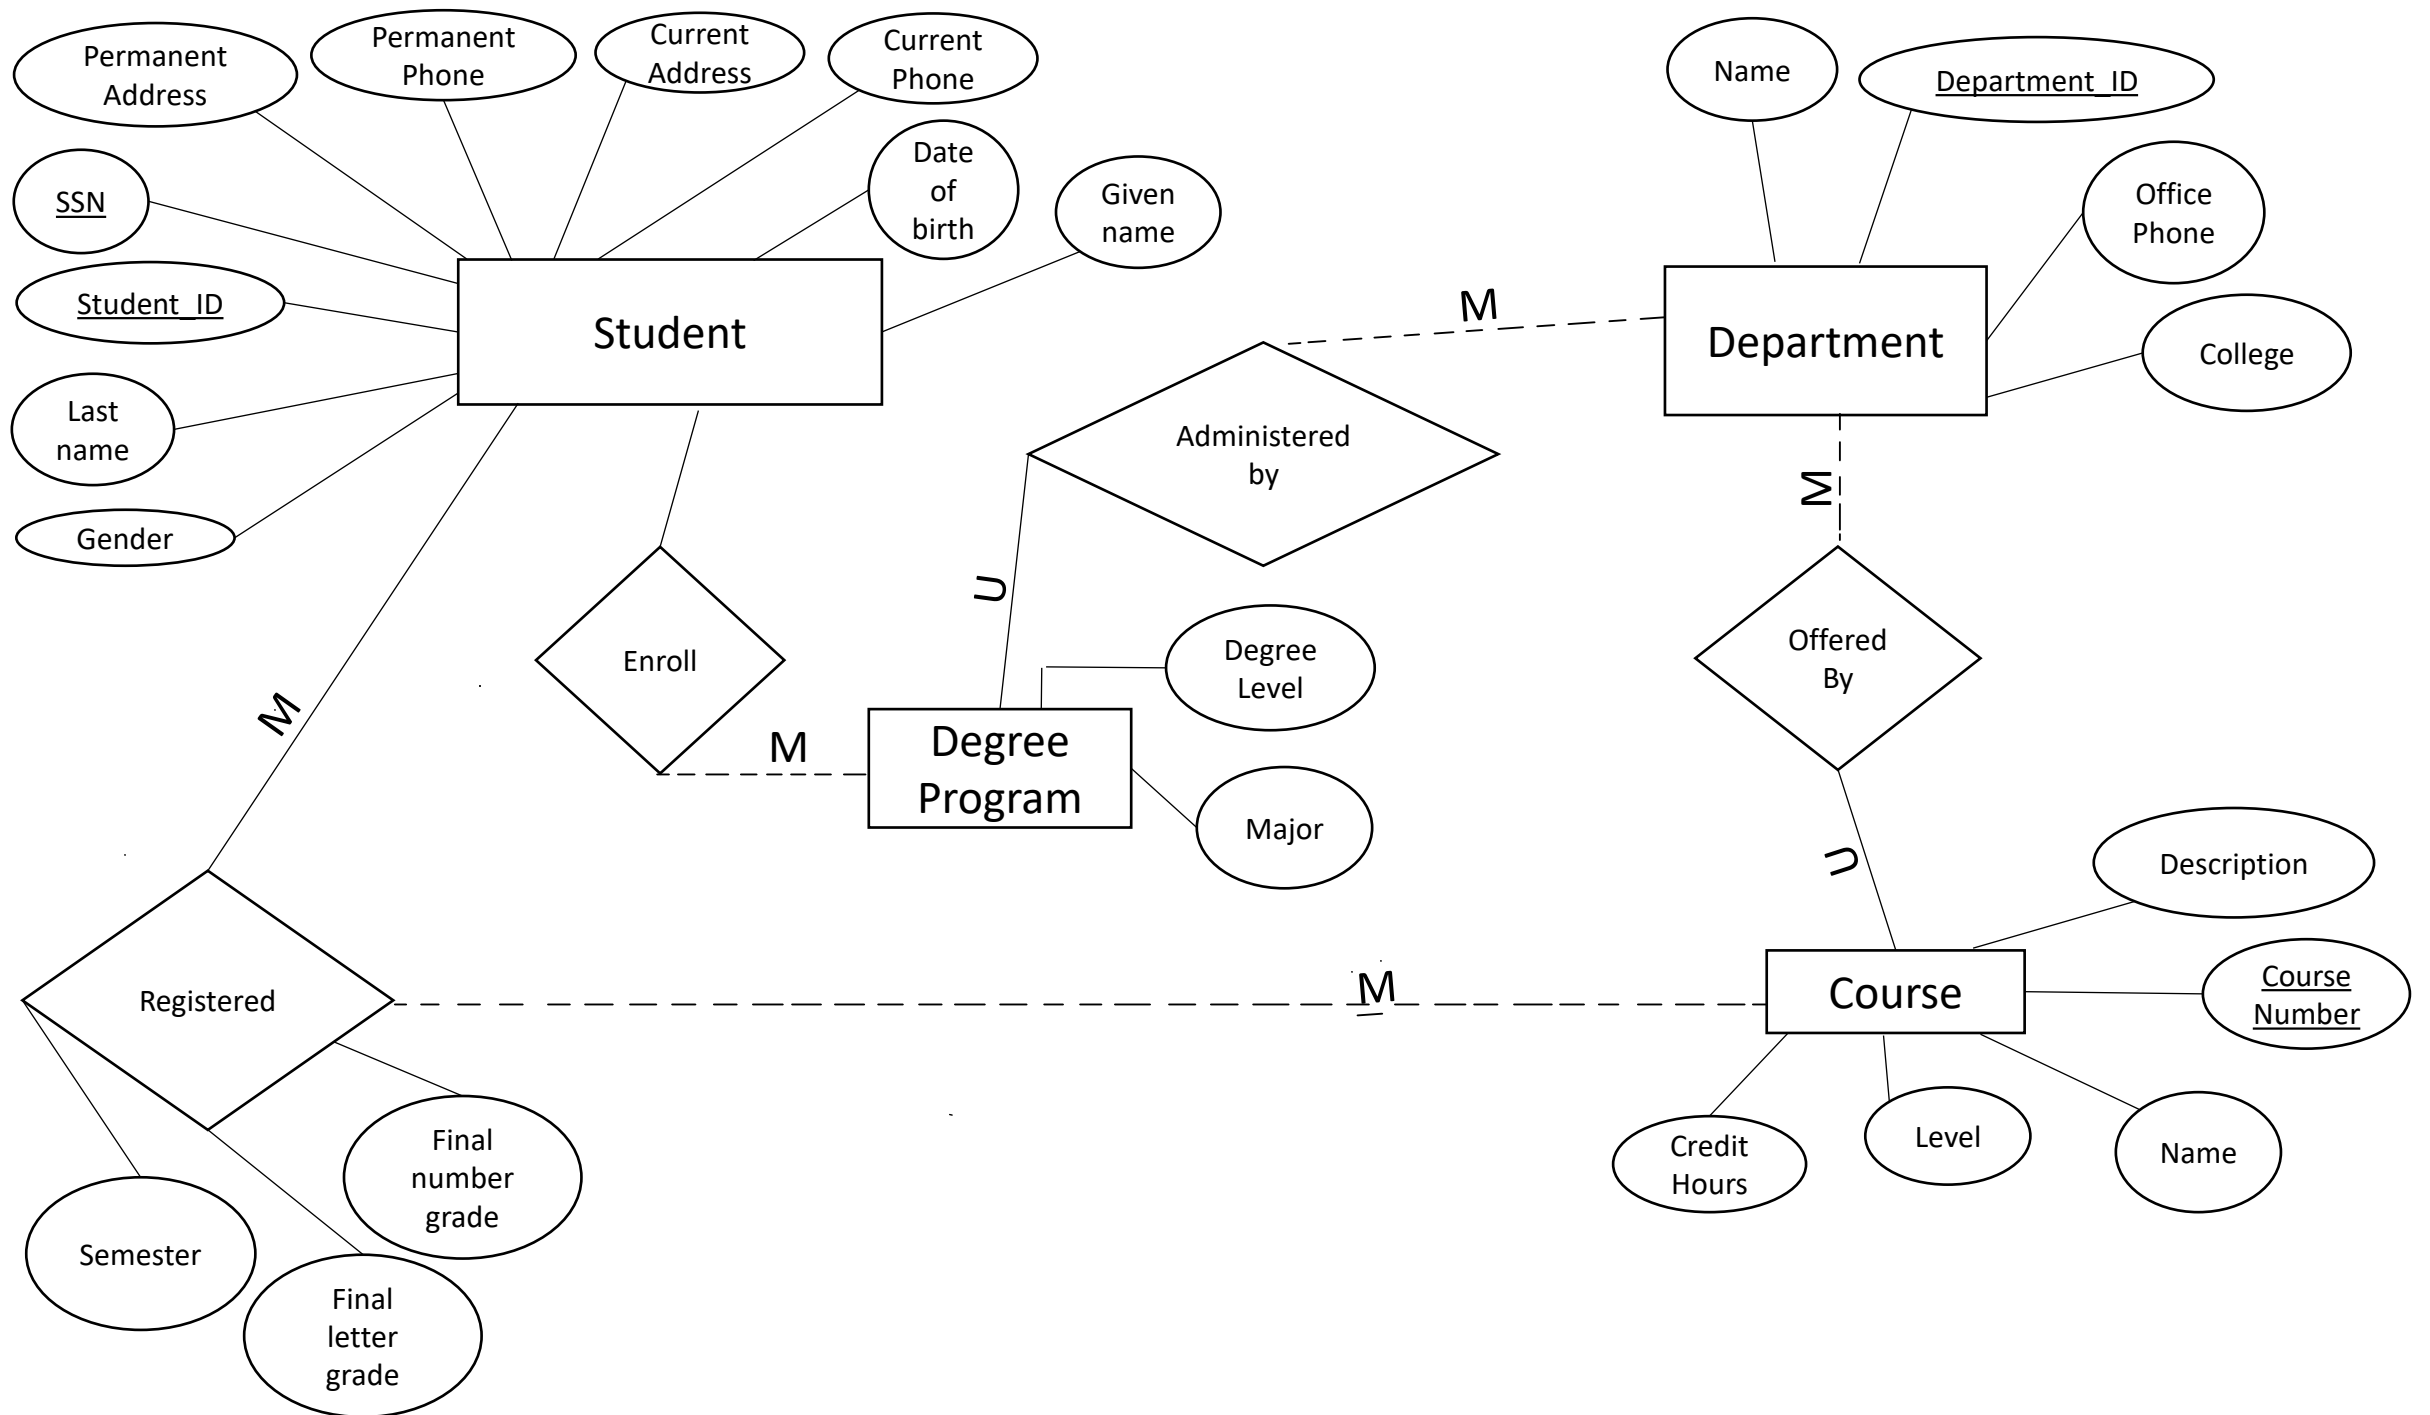 Permanent
Address
Permanent
Phone
Current
Address
Current
Phone
Name
Department_ID
SSN
Date
of
birth
Given
name
Office
Phone
Student_ID
Student
M
Department
College
Last
name
Administered
by
M
Gender
U
Enroll
Degree
Level
Offered
By
M
M
Degree
Program
Major
U
Description
Registered
M
Course
Course
Number
Final
number
grade
Credit
Hours
Level
Name
Semester
Final
letter
grade